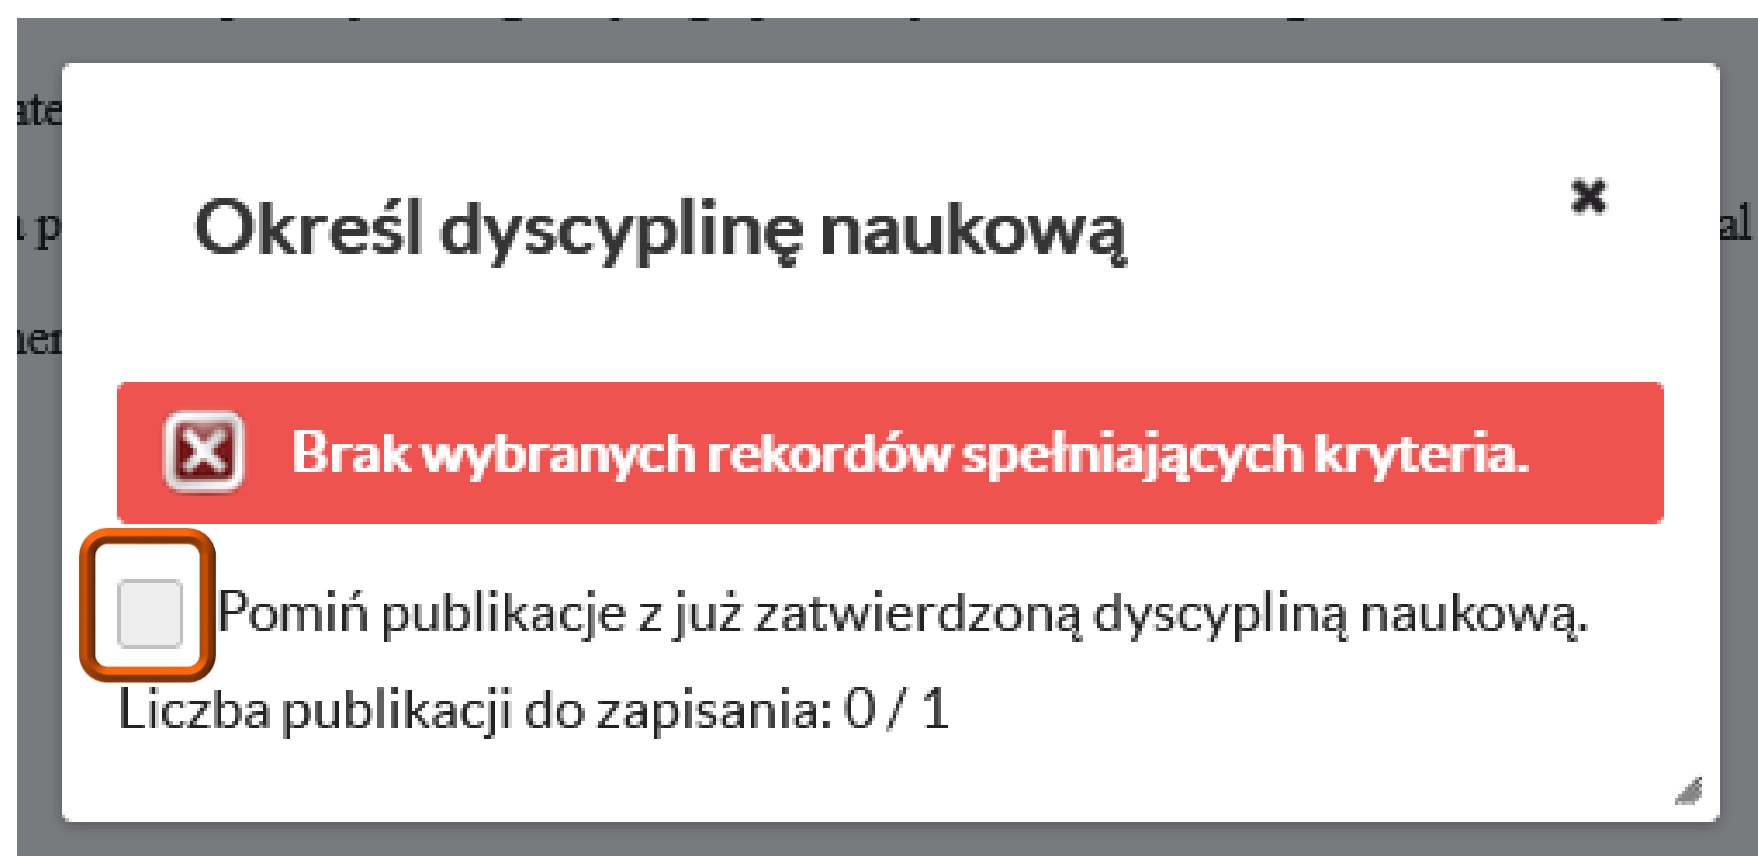 Określ dyscyplinę naukową
Brak wybranych rekordów spełniających kryteria.
Pomiń publikacje z już zatwierdzoną dyscypliną naukową.
Liczba publikacji do zapisania: 0 / 1